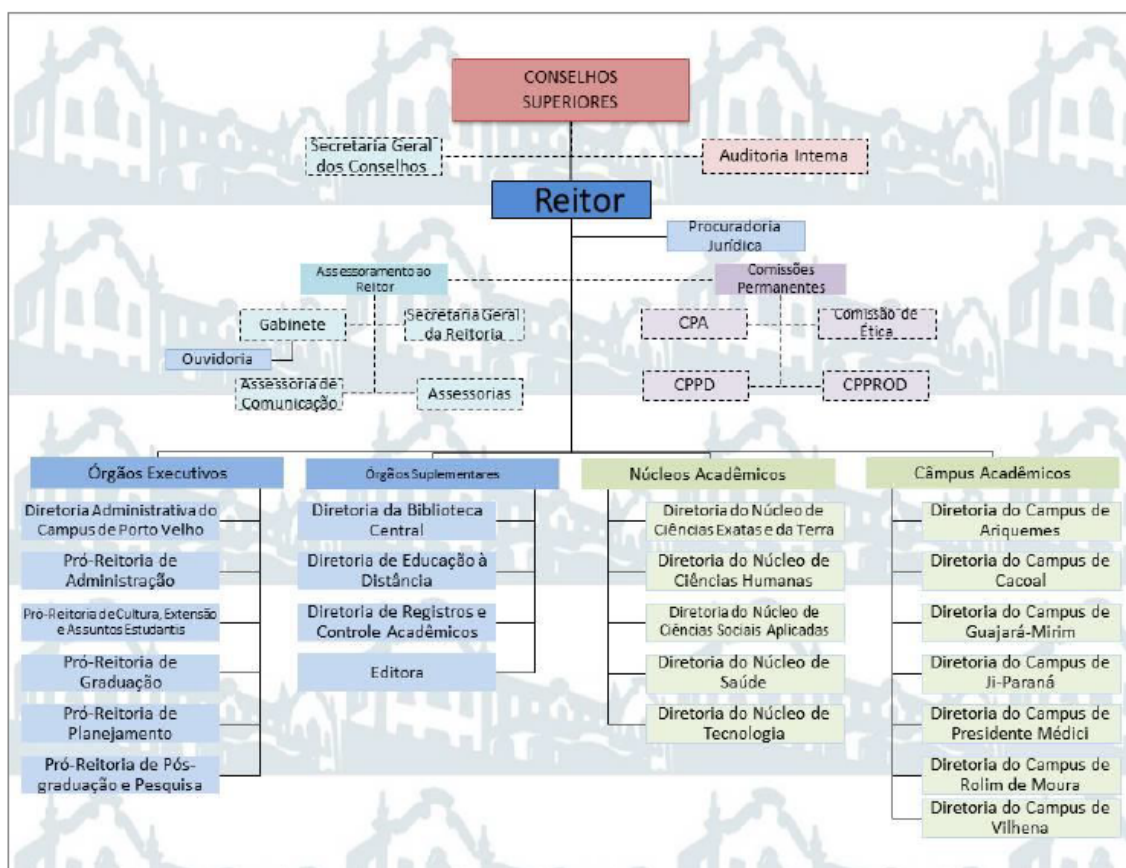 CONSELHOS
SUPERIORES
Secretaria Geral
dos Conselhos
Auditoria Interna
Reitor
Procuradoria
Jurídica
Assessoramento ao
Reitor
Comissões
Permanentes
Gabinete
Secretaria Geral
da Reitoria
CPA
Comissão de
Ética
Ouvidoria
Assessoria de
Comunicação
Assessorias
CPPD
CPPROD
Órgãos Executivos
Diretoria Administrativa do
Campus de Porto Velho
Pró-Reitoria de
Administração
Pró-Reitoria de Cultura, Extensão
e Assuntos Estudantis
Pró-Reitoria de
Graduação
Pró-Reitoria de
Planejamento
Pró-Reitoria de Pós-
graduação e Pesquisa
Órgãos Suplementares
Diretoria da Biblioteca
Central
Diretoria de Educação à
Distância
Diretoria de Registros e
Controle Acadêmicos
Editora
Núcleos Acadêmicos
Diretoria do Núcleo de
Ciências Exatas e da Terra
Diretoria do Núcleo de
Ciências Humanas
Diretoria do Núcleo de
Ciências Sociais Aplicadas
Diretoria do Núcleo de
Saúde
Diretoria do Núcleo de
Tecnologia
Câmpus Acadêmicos
Diretoria do Campus de
Ariquemes
Diretoria do Campus de
Cacoal
Diretoria do Campus de
Guajará-Mirim
Diretoria do Campus de
Ji-Paraná
Diretoria do Campus de
Presidente Médici
Diretoria do Campus de
Rolim de Moura
Diretoria do Campus de
Vilhena